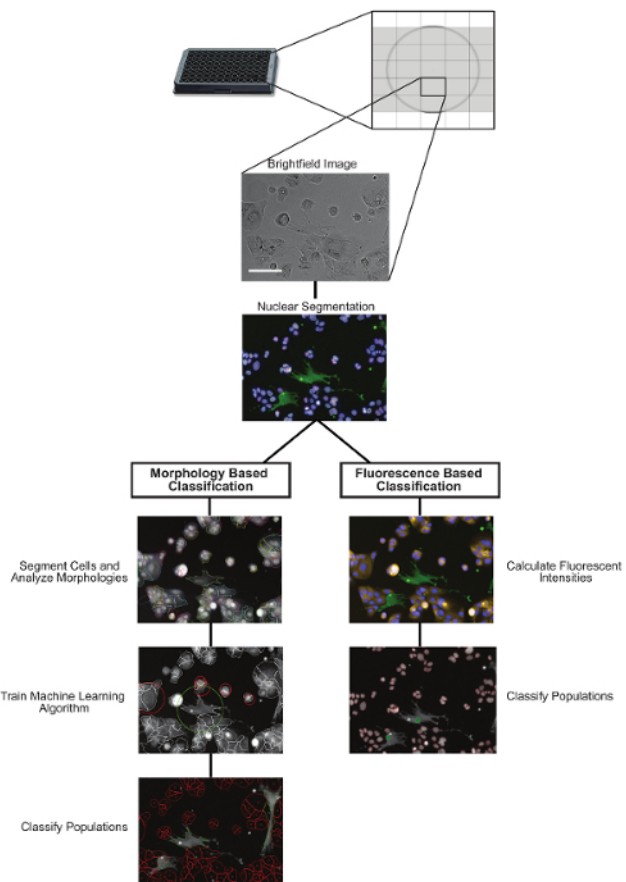 Brightfield Image
Nuclear Segmentation
Morphology Based
Classification
Fluorescence Based
Classification
Segment Cells and
Analyze Morphologies
Calculate Fluorescent
Intensities
Train Machine Learning
Algorithm
Classify Populations
Classify Populations